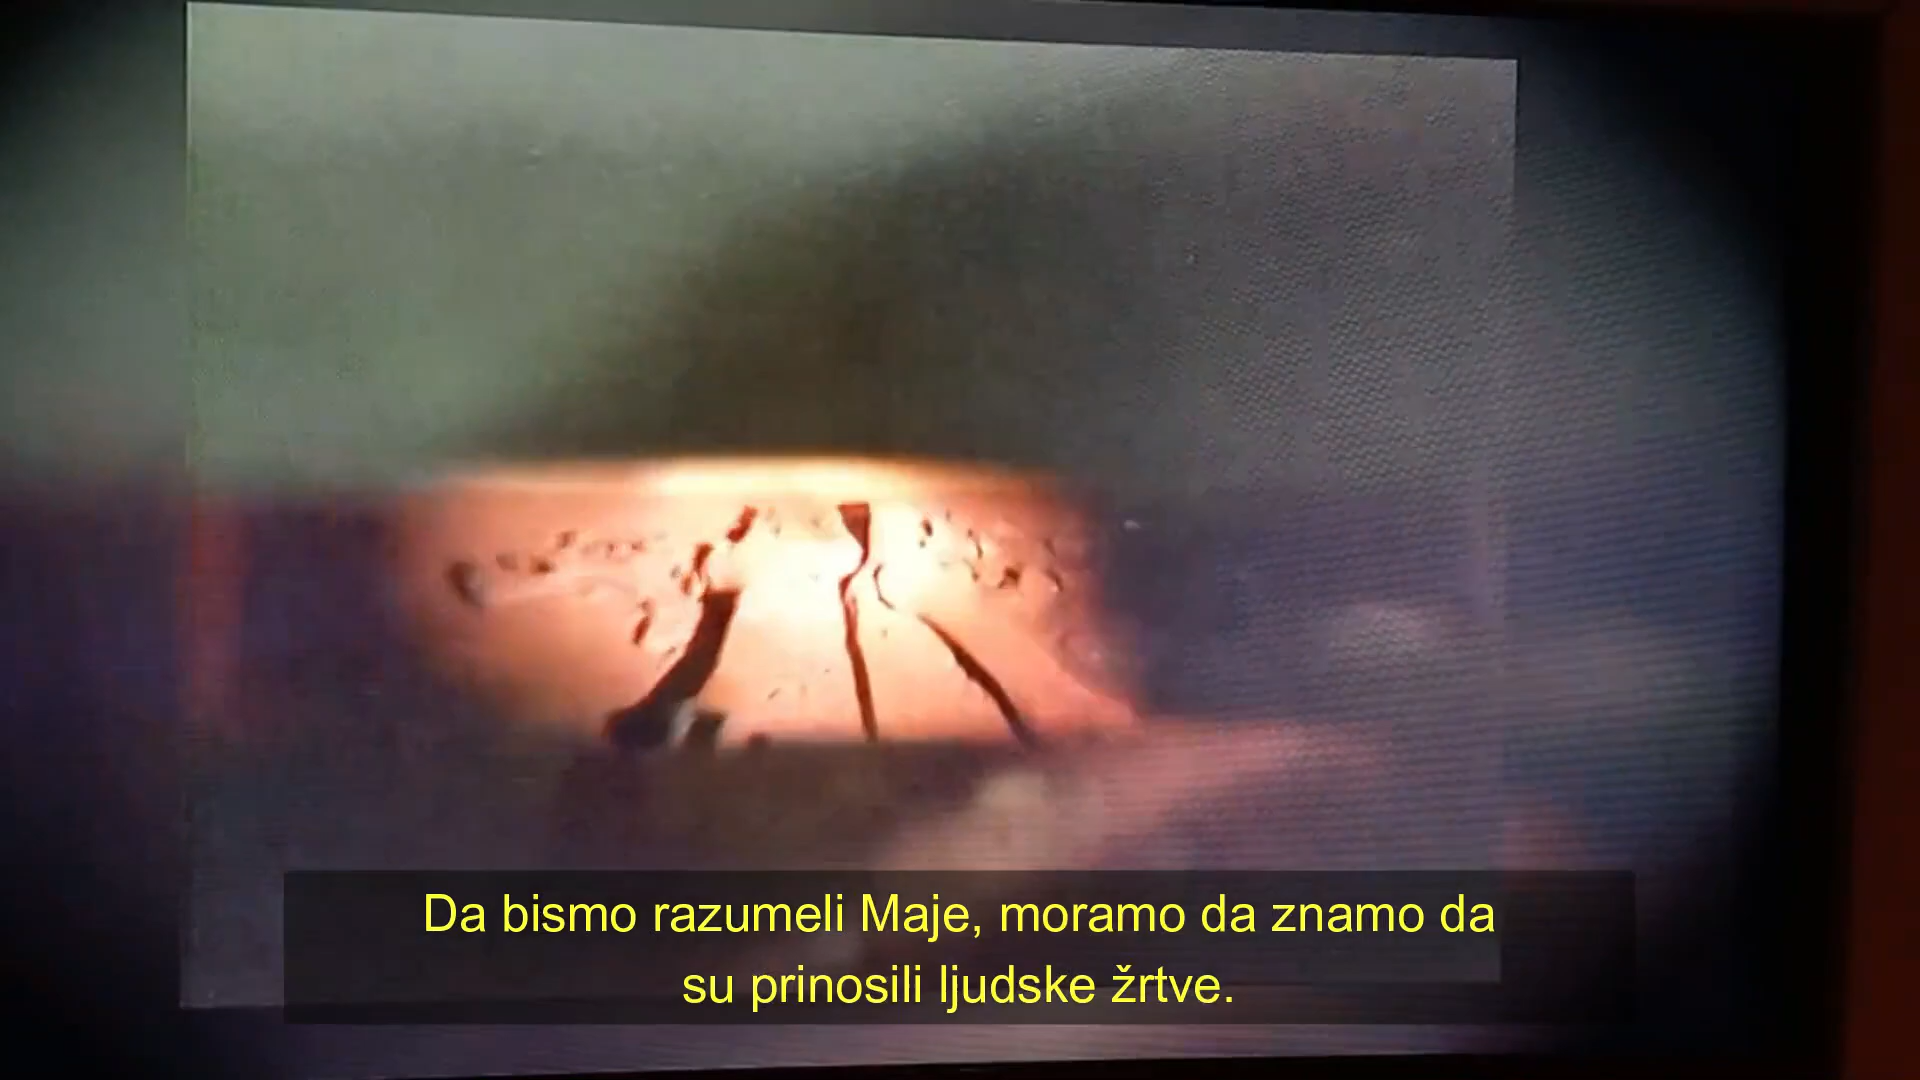 Da bismo razumeli Maje, moramo da znamo da
su prinosili ljudske žrtve.